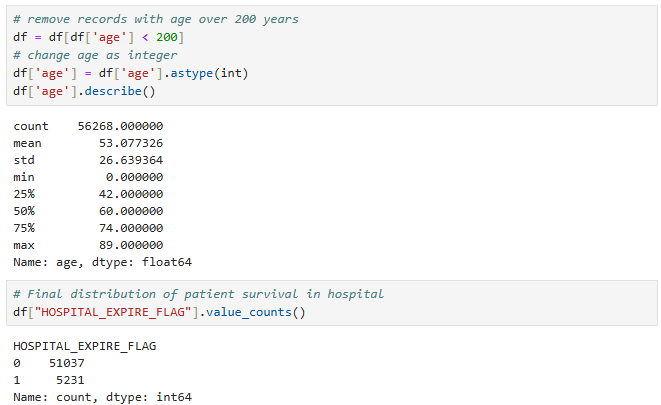 # remove records with age over 200 years
df = df[df['age'] < 200]
# change age as integer
df['age'] = df['age'].astype(int)
df['age'].describe()
count    56268.000000
mean        53.077326
std         26.639364
min          0.000000
25%         42.000000
50%         60.000000
75%         74.000000
max         89.000000
Name: age, dtype: float64
# Final distribution of patient survival in hospital
df["HOSPITAL_EXPIRE_FLAG"].value_counts()
HOSPITAL_EXPIRE_FLAG
0    51037
1     5231
Name: count, dtype: int64